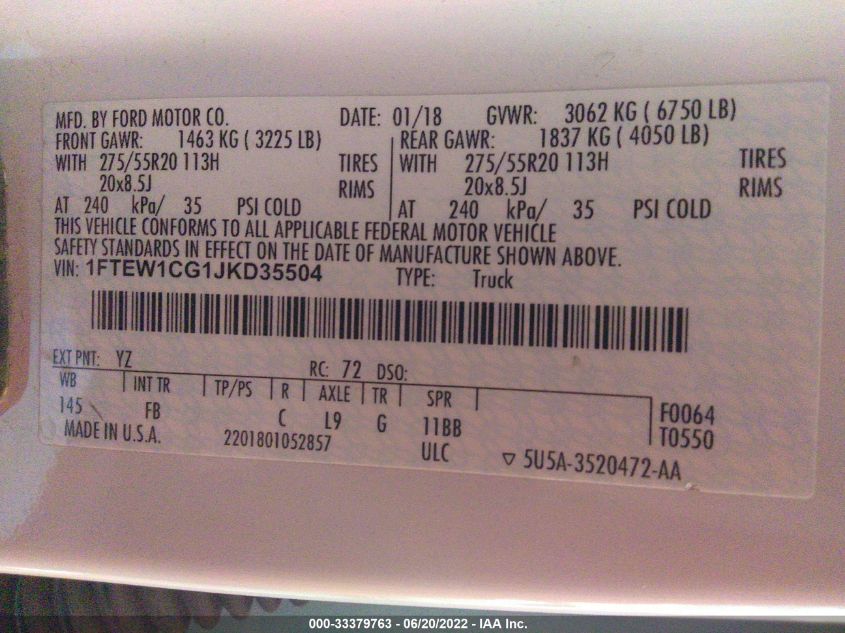 MFD. BY FORD MOTOR CO. DATE: 01/18 GVWR: 3062 KG ( 6750 LB)
FRONT GAWR: 1463 KG ( 3225 LB) REAR GAWR: 1837 KG ( 4050 LB)
WITH 275/55R20 113H TIRES WITH 275/55R20 113H TIRES
20x8.5J RIMS 20x8.5J RIMS
AT 240 kPa/ 35 PSI COLD AT 240 kPa/ 35 PSI COLD
THIS VEHICLE CONFORMS TO ALL APPLICABLE FEDERAL MOTOR VEHICLE
SAFETY STANDARDS IN EFFECT ON THE DATE OF MANUFACTURE SHOWN ABOVE.
VIN: 1FTEW1CG1JKD35504 TYPE: Truck
EXT PNT: YZ RC: 72 DSO:
WB INT TR TP/PS R AXLE TR SPR
145 FB C L9 G 11BB F0064
MADE IN U.S.A. 2201801052857 ULC T0550
▽ 5U5A-3520472-AA
000-33379763 - 06/20/2022 - IAA Inc.